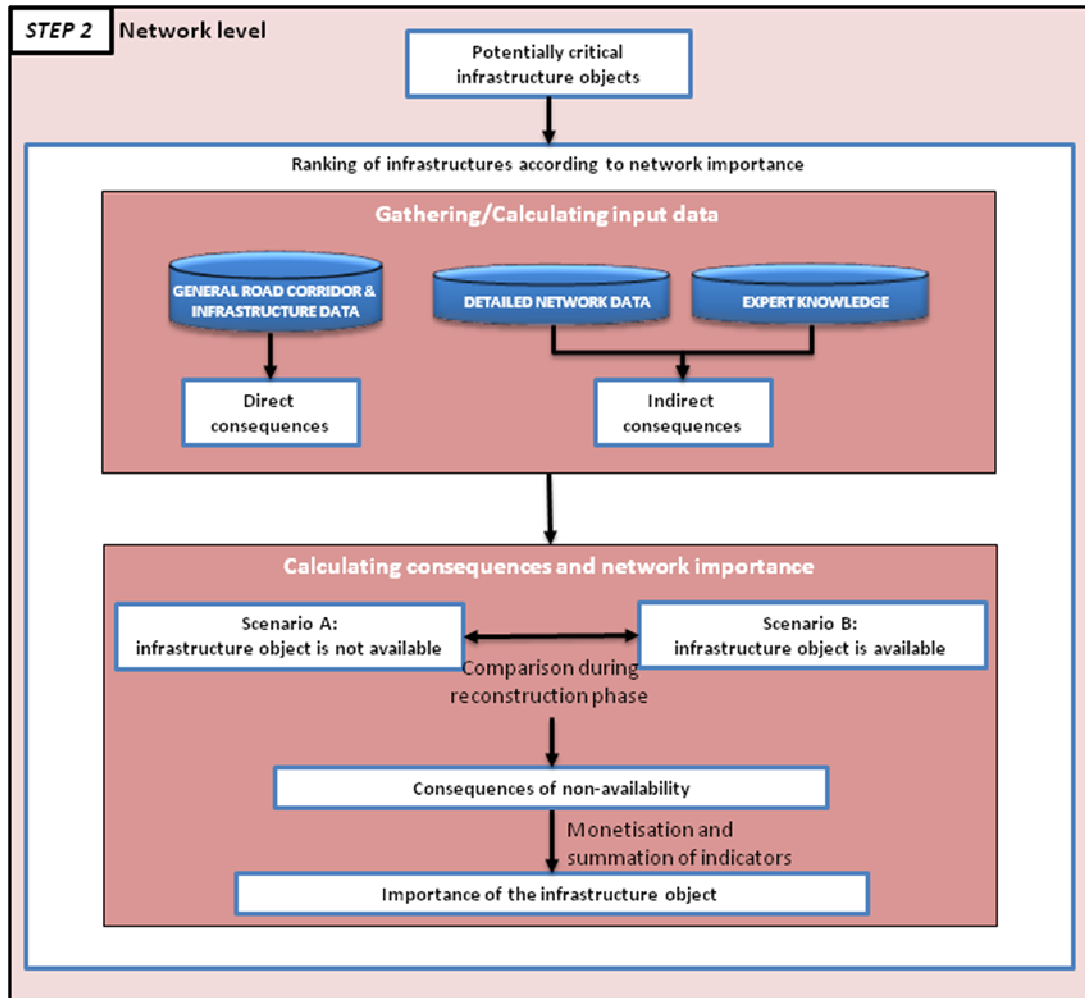 STEP 2
Network level
Potentially critical
infrastructure objects
Ranking of infrastructures according to network importance
Gathering/Calculating input data
GENERAL ROAD CORRIDOR &
INFRASTRUCTURE DATA
DETAILED NETWORK DATA
EXPERT KNOWLEDGE
Direct
consequences
Indirect
consequences
Calculating consequences and network importance
Scenario A:
infrastructure object is not available
Scenario B:
infrastructure object is available
Comparison during
reconstruction phase
Consequences of non-availability
Monetisation and
summation of indicators
Importance of the infrastructure object